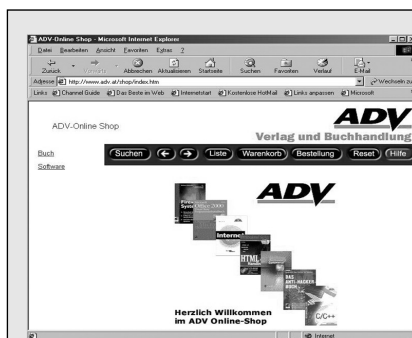 ADV-Online Shop - Microsoft Internet Explorer
Datei Bearbeiten Ansicht Favoriten Extras ?
Zurück Vorwärts Abbrechen Aktualisieren Startseite Suchen Favoriten Verlauf E-Mail
Adresse http://www.adv.at/shop/index.htm Wechseln zu
Links Channel Guide Das Beste im Web Internetstart Kostenlose HotMail Links anpassen Microsoft
ADV
ADV-Online Shop
Verlag und Buchhandlung
Buch
Suchen Liste Warenkorb Bestellung Reset Hilfe
Software
ADV
Office 2000
Internet
HTML
DAS
ANTI-HACKER
BUCH
C/C++
Herzlich Willkommen
im ADV Online-Shop
Internet